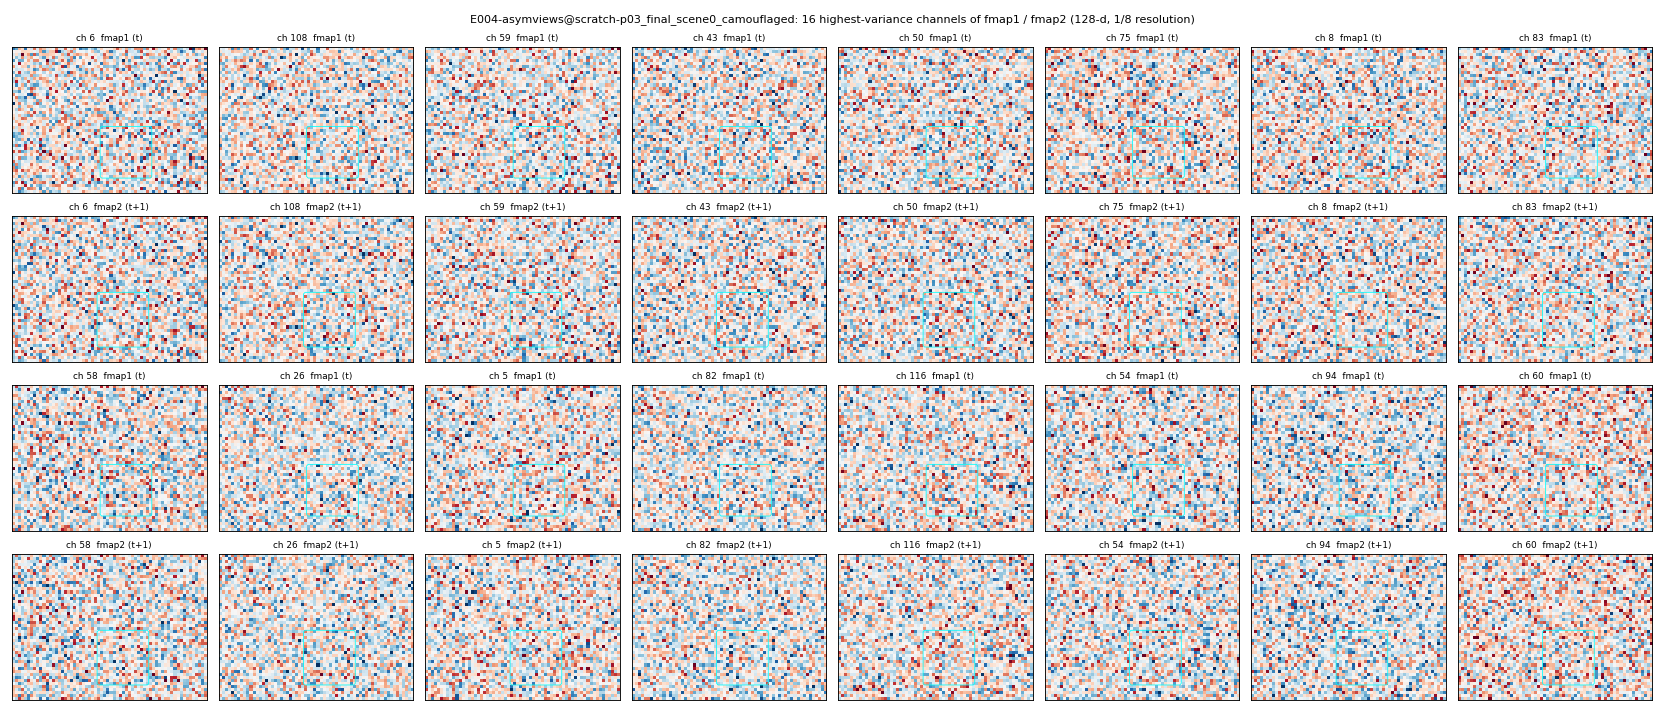 E004-asymviews@scratch-p03_final_scene0_camouflaged: 16 highest-variance channels of fmap1 / fmap2 (128-d, 1/8 resolution)
ch 6 fmap1 (t) ch 108 fmap1 (t) ch 59 fmap1 (t) ch 43 fmap1 (t) ch 50 fmap1 (t) ch 75 fmap1 (t) ch 8 fmap1 (t) ch 83 fmap1 (t)
ch 6 fmap2 (t+1) ch 108 fmap2 (t+1) ch 59 fmap2 (t+1) ch 43 fmap2 (t+1) ch 50 fmap2 (t+1) ch 75 fmap2 (t+1) ch 8 fmap2 (t+1) ch 83 fmap2 (t+1)
ch 58 fmap1 (t) ch 26 fmap1 (t) ch 5 fmap1 (t) ch 82 fmap1 (t) ch 116 fmap1 (t) ch 54 fmap1 (t) ch 94 fmap1 (t) ch 60 fmap1 (t)
ch 58 fmap2 (t+1) ch 26 fmap2 (t+1) ch 5 fmap2 (t+1) ch 82 fmap2 (t+1) ch 116 fmap2 (t+1) ch 54 fmap2 (t+1) ch 94 fmap2 (t+1) ch 60 fmap2 (t+1)